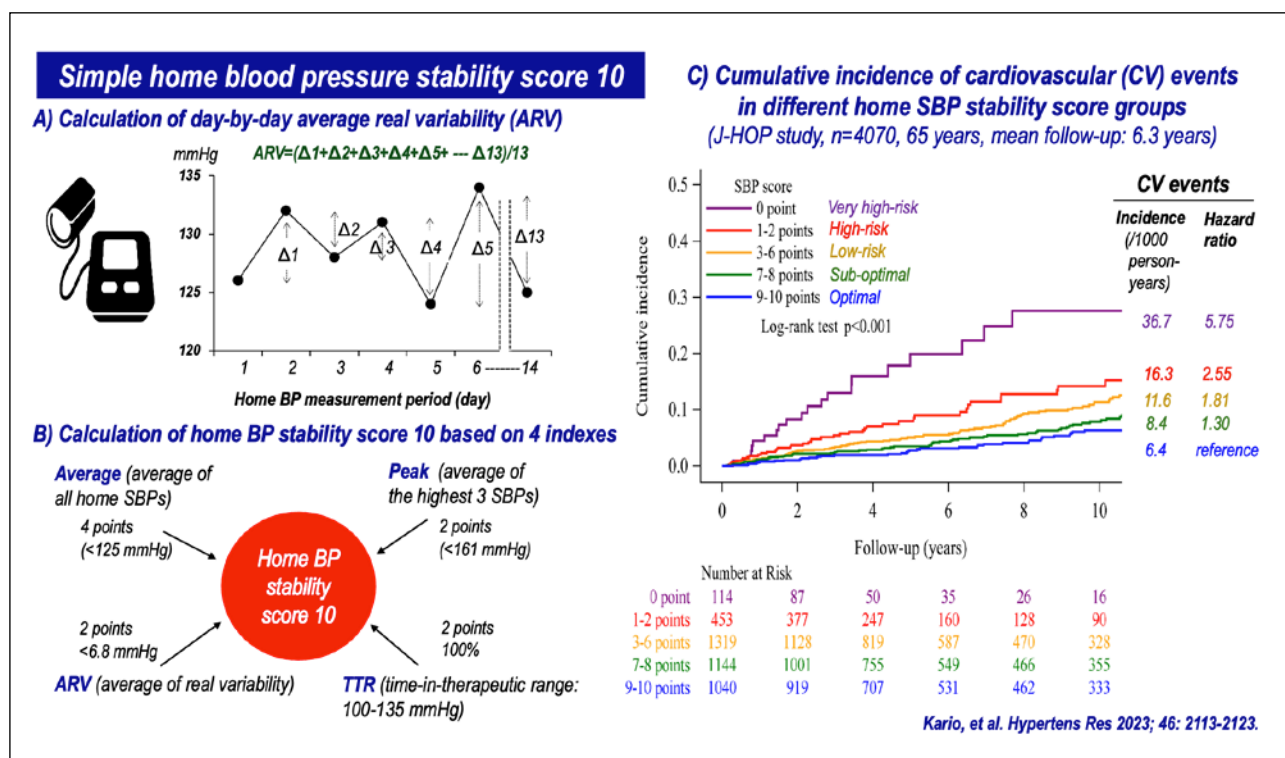 Simple home blood pressure stability score 10
A) Calculation of day-by-day average real variability (ARV)
mmHg
ARV=(Δ1+Δ2+Δ3+Δ4+Δ5+ --- Δ13)/13
135
130
125
120
Δ1
Δ2
Δ3
Δ4
Δ5
Δ13
1 2 3 4 5 6 -------- 14
Home BP measurement period (day)
B) Calculation of home BP stability score 10 based on 4 indexes
Average (average of
all home SBPs)
4 points
(<125 mmHg)
Peak (average of
the highest 3 SBPs)
2 points
(<161 mmHg)
Home BP
stability
score 10
2 points
<6.8 mmHg
ARV (average of real variability)
2 points
100%
TTR (time-in-therapeutic range:
100-135 mmHg)
C) Cumulative incidence of cardiovascular (CV) events
in different home SBP stability score groups
(J-HOP study, n=4070, 65 years, mean follow-up: 6.3 years)
Cumulative incidence
0.5
0.4
0.3
0.2
0.1
0.0
SBP score
0 point Very high-risk
1-2 points High-risk
3-6 points Low-risk
7-8 points Sub-optimal
9-10 points Optimal
Log-rank test p<0.001
CV events
Incidence
(/1000
person-
years)
Hazard
ratio
36.7 5.75
16.3 2.55
11.6 1.81
8.4 1.30
6.4 reference
0 2 4 6 8 10
Follow-up (years)
Number at Risk
0 point 114 87 50 35 26 16
1-2 points 453 377 247 160 128 90
3-6 points 1319 1128 819 587 470 328
7-8 points 1144 1001 755 549 466 355
9-10 points 1040 919 707 531 462 333
Kario, et al. Hypertens Res 2023; 46: 2113-2123.